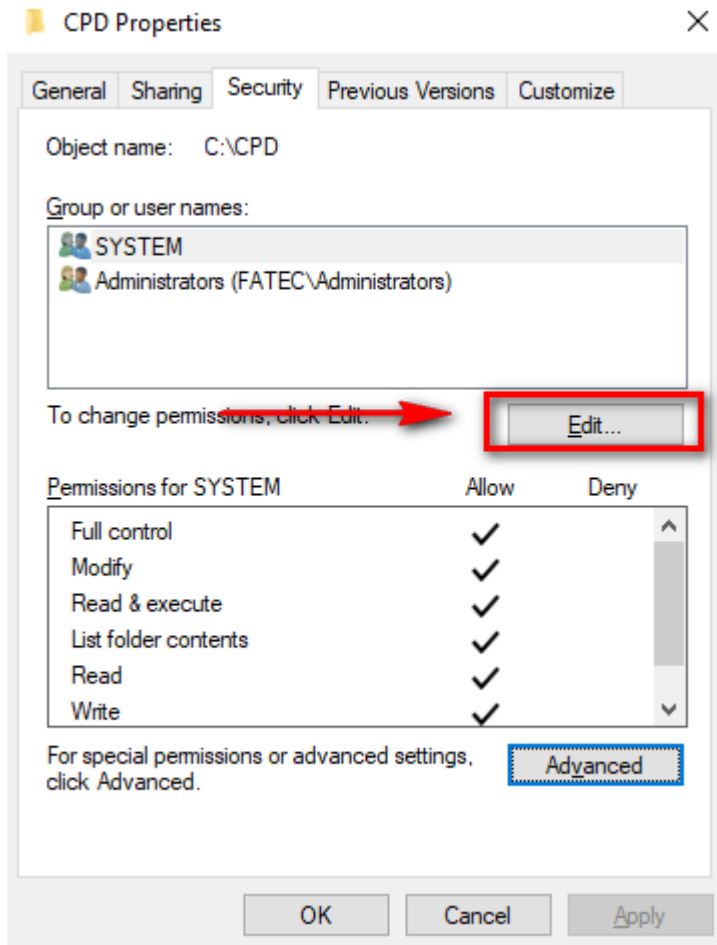 CPD Properties
General Sharing Security Previous Versions Customize
Object name: C:\CPD
Group or user names:
SYSTEM
Administrators (FATEC\Administrators)
To change permissions, click Edit.
Edit...
Permissions for SYSTEM Allow Deny
Full control
Modify
Read & execute
List folder contents
Read
Write
For special permissions or advanced settings,
click Advanced.
Advanced
OK Cancel Apply